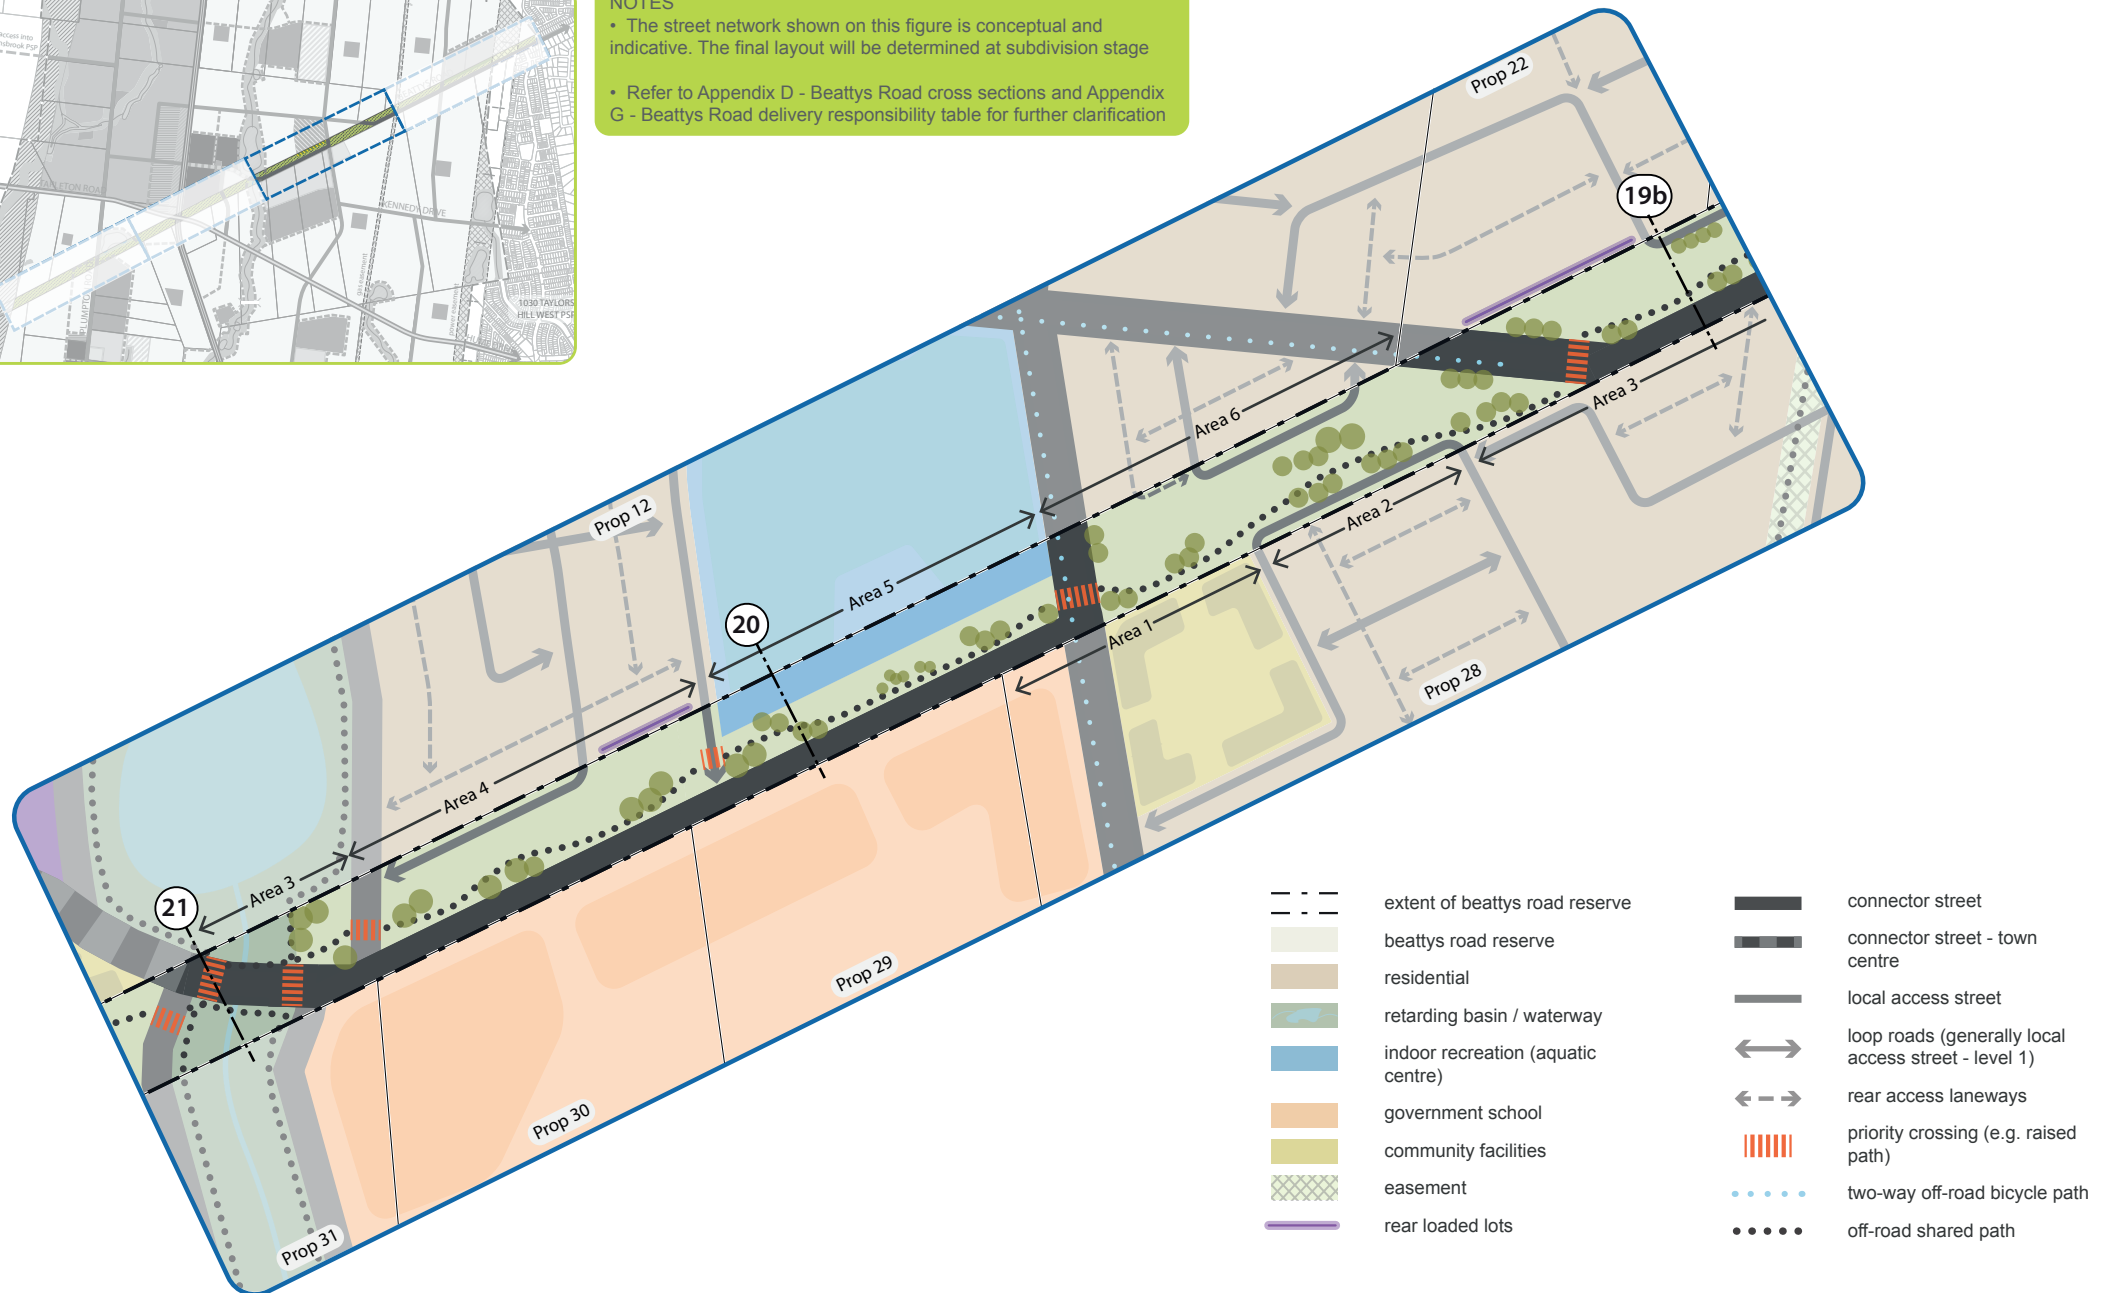 NOTES
• The street network shown on this figure is conceptual and
indicative. The final layout will be determined at subdivision stage
• Refer to Appendix D - Beattys Road cross sections and Appendix
G - Beattys Road delivery responsibility table for further clarification
access into
TARLETON ROAD
KENNEDY DRIVE
1030 TAYLORS
HILL WEST PSP
Prop 22
19b
Area 3
Area 6
Prop 12
Area 2
Area 5
20
Area 1
Prop 28
Area 4
Area 3
21
Prop 29
Prop 30
Prop 31
extent of beattys road reserve
beattys road reserve
residential
retarding basin / waterway
indoor recreation (aquatic
centre)
government school
community facilities
easement
rear loaded lots
connector street
connector street - town
centre
local access street
loop roads (generally local
access street - level 1)
rear access laneways
priority crossing (e.g. raised
path)
two-way off-road bicycle path
off-road shared path